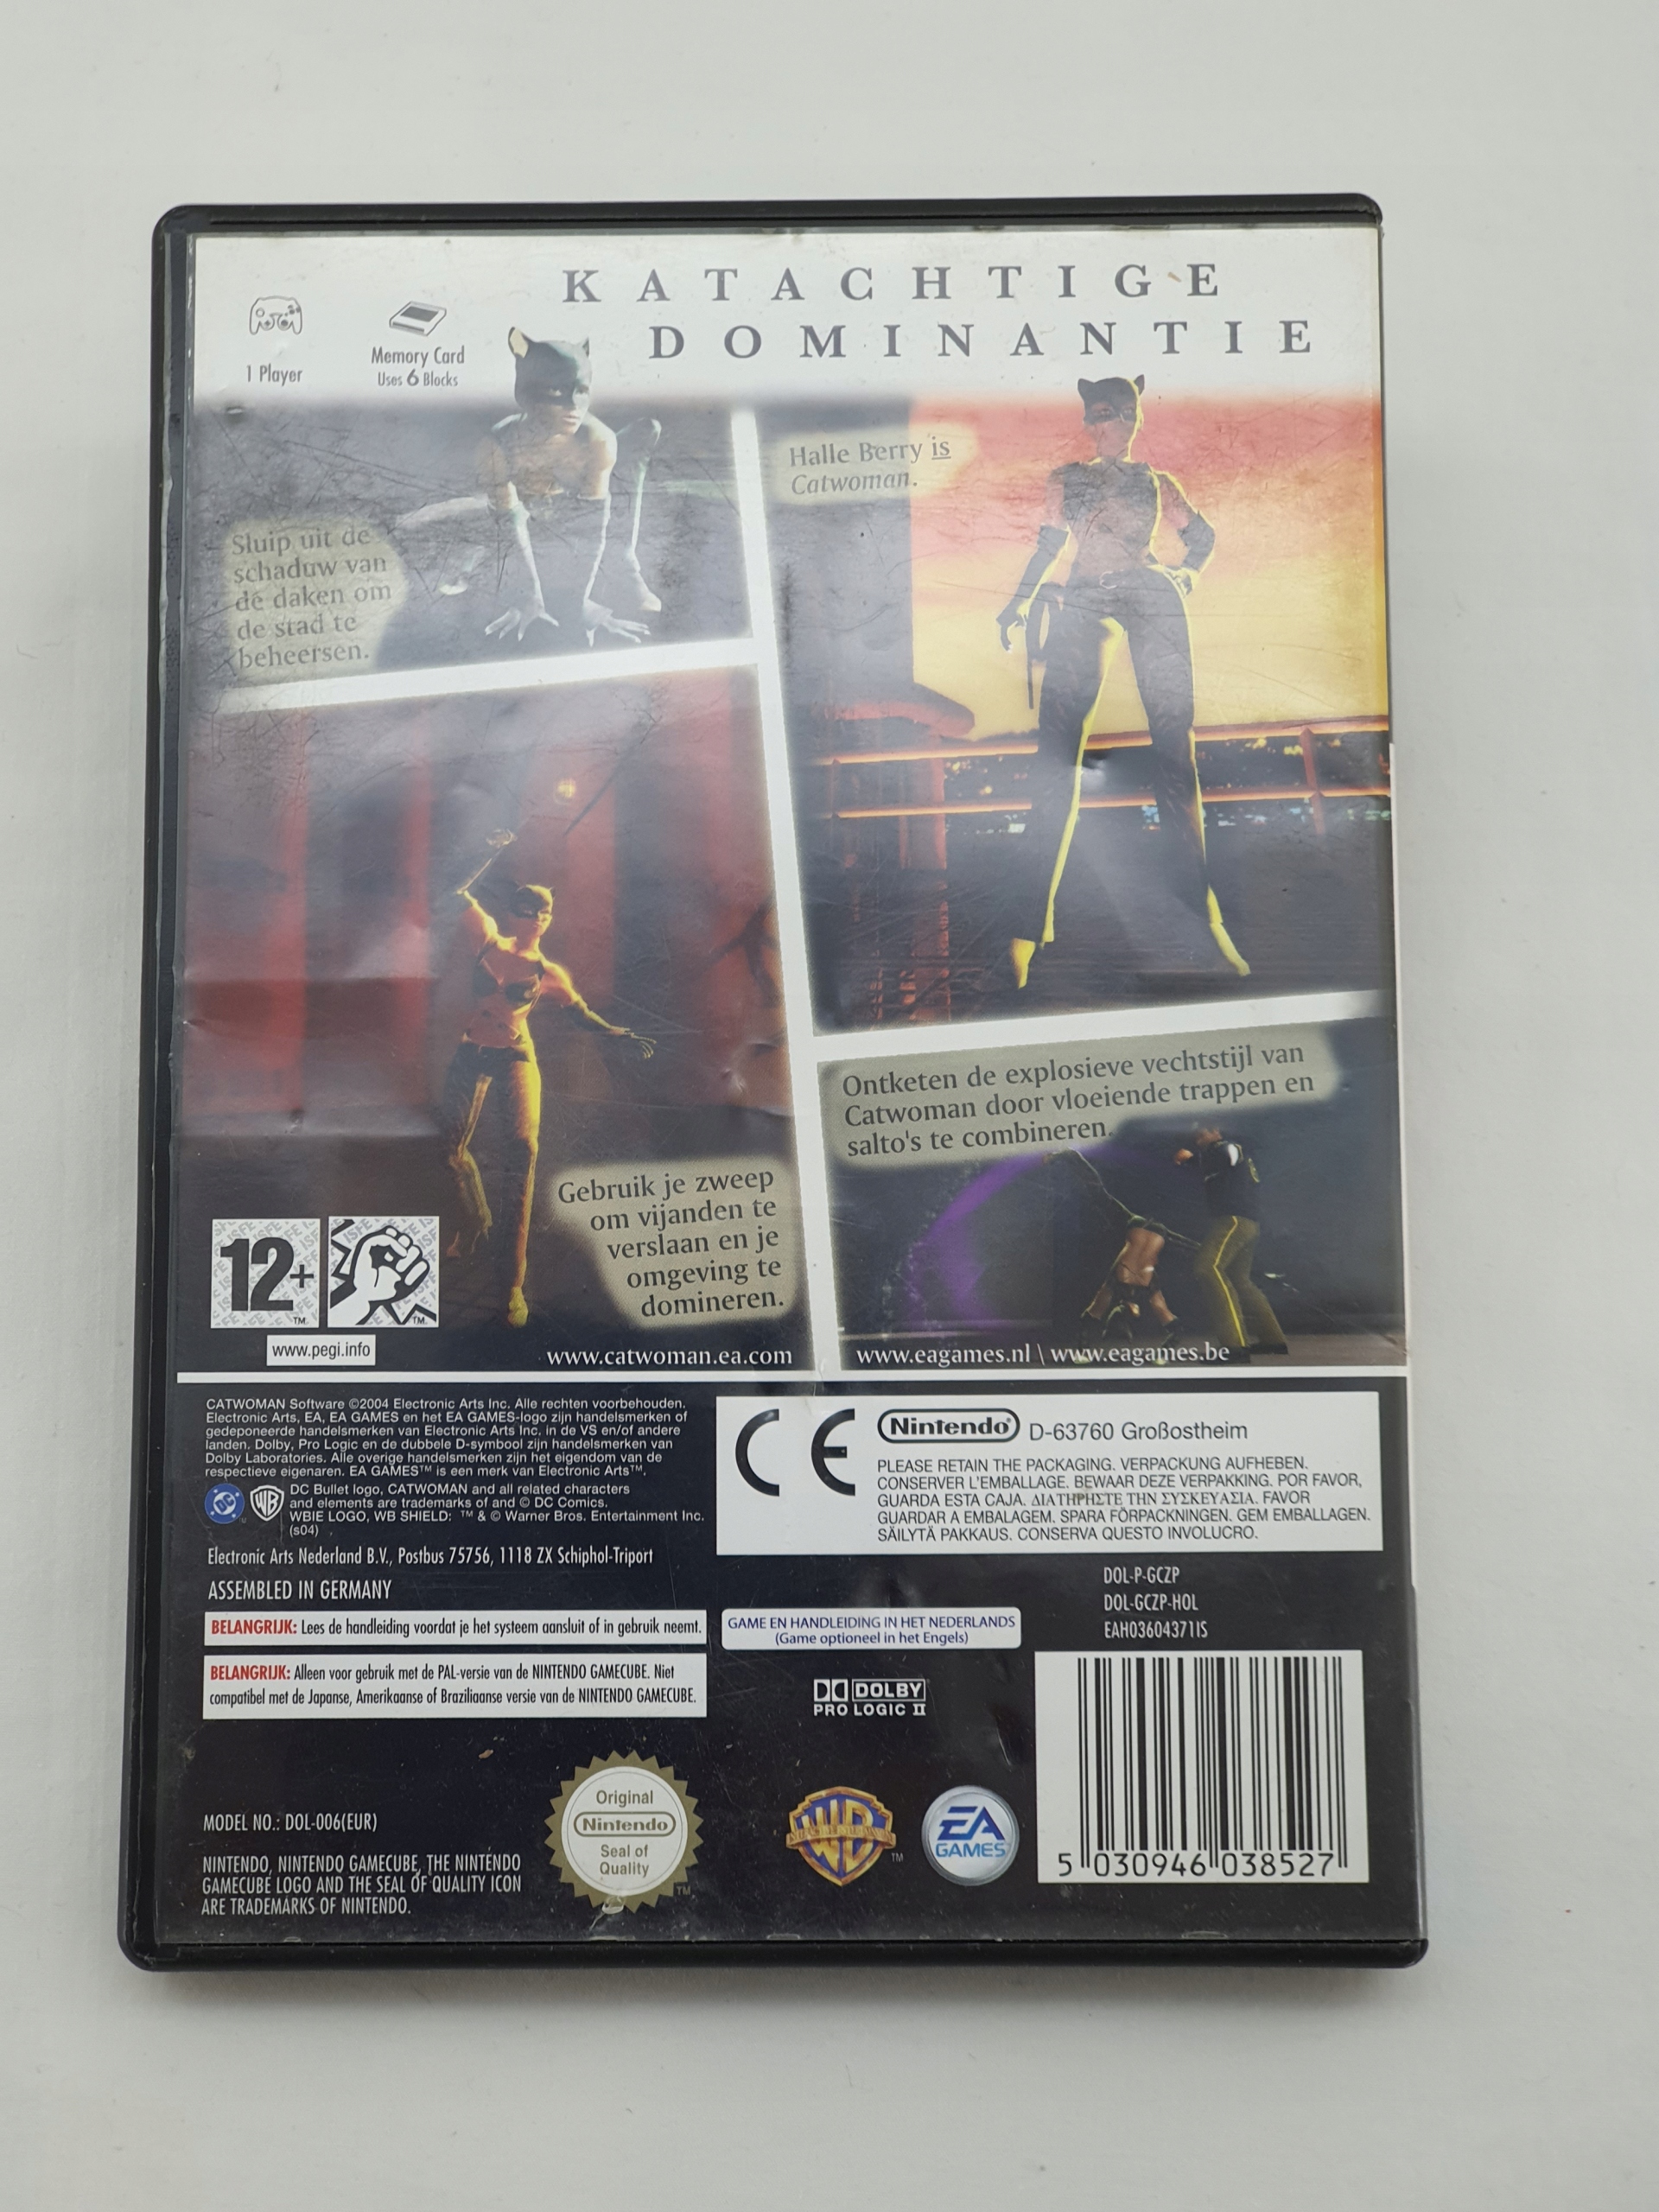 KATACHTIGE
DOMINANTIE
1 Player
Memory Card
Uses 6 Blocks
Halle Berry is
Catwoman.
Sluip uit de
schaduw van
de daken om
de stad te
beheersen.
Ontketen de explosieve vechtstijl van
Catwoman door vloeiende trappen en
salto's te combineren.
Gebruik je zweep
om vijanden te
verslaan en je
omgeving te
domineren.
12+
TM
TM
www.pegi.info
www.catwoman.ea.com
www.eagames.nl \ www.eagames.be
CATWOMAN Software ©2004 Electronic Arts Inc. Alle rechten voorbehouden.
Electronic Arts, EA, EA GAMES en het EA GAMES-logo zijn handelsmerken of
gedeponeerde handelsmerken van Electronic Arts Inc. in de VS en/of andere
landen. Dolby, Pro Logic en de dubbele D-symbool zijn handelsmerken van
Dolby Laboratories. Alle overige handelsmerken zijn het eigendom van de
respectieve eigenaren. EA GAMES™ is een merk van Electronic Arts™.
DC
WB
DC Bullet logo, CATWOMAN and all related characters
and elements are trademarks of and © DC Comics.
WBIE LOGO, WB SHIELD: ™ & © Warner Bros. Entertainment Inc.
(s04)
Electronic Arts Nederland B.V., Postbus 75756, 1118 ZX Schiphol-Triport
ASSEMBLED IN GERMANY
CE
Nintendo® D-63760 Großostheim
PLEASE RETAIN THE PACKAGING. VERPACKUNG AUFHEBEN.
CONSERVER L'EMBALLAGE. BEWAAR DEZE VERPAKKING. POR FAVOR,
GUARDA ESTA CAJA. ΔΙΑΤΗΡΗΣΤΕ ΤΗΝ ΣΥΣΚΕΥΑΣΙΑ. FAVOR
GUARDAR A EMBALAGEM. SPARA FÖRPACKNINGEN. GEM EMBALLAGEN.
SÄILYTÄ PAKKAUS. CONSERVA QUESTO INVOLUCRO.
DOL-P-GCZP
DOL-GCZP-HOL
EAH03604371IS
BELANGRIJK: Lees de handleiding voordat je het systeem aansluit of in gebruik neemt.
GAME EN HANDLEIDING IN HET NEDERLANDS
(Game optioneel in het Engels)
BELANGRIJK: Alleen voor gebruik met de PAL-versie van de NINTENDO GAMECUBE. Niet
compatibel met de Japanse, Amerikaanse of Braziliaanse versie van de NINTENDO GAMECUBE.
DOLBY
PRO LOGIC II
MODEL NO.: DOL-006(EUR)
NINTENDO, NINTENDO GAMECUBE, THE NINTENDO
GAMECUBE LOGO AND THE SEAL OF QUALITY ICON
ARE TRADEMARKS OF NINTENDO.
Original
Nintendo
Seal of
Quality
TM
WB
TM
EA
GAMES
5 030946 038527